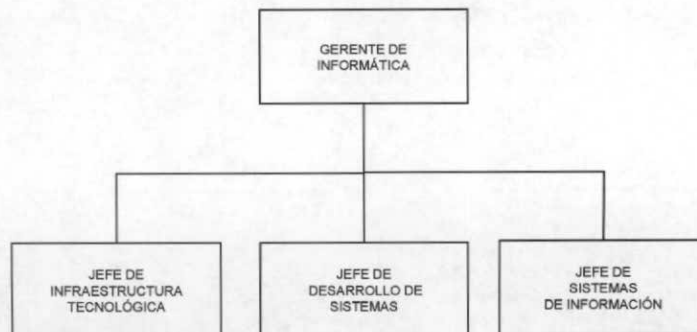 GERENTE DE
INFORMÁTICA
JEFE DE
INFRAESTRUCTURA
TECNOLÓGICA
JEFE DE
DESARROLLO DE
SISTEMAS
JEFE DE
SISTEMAS
DE INFORMACIÓN